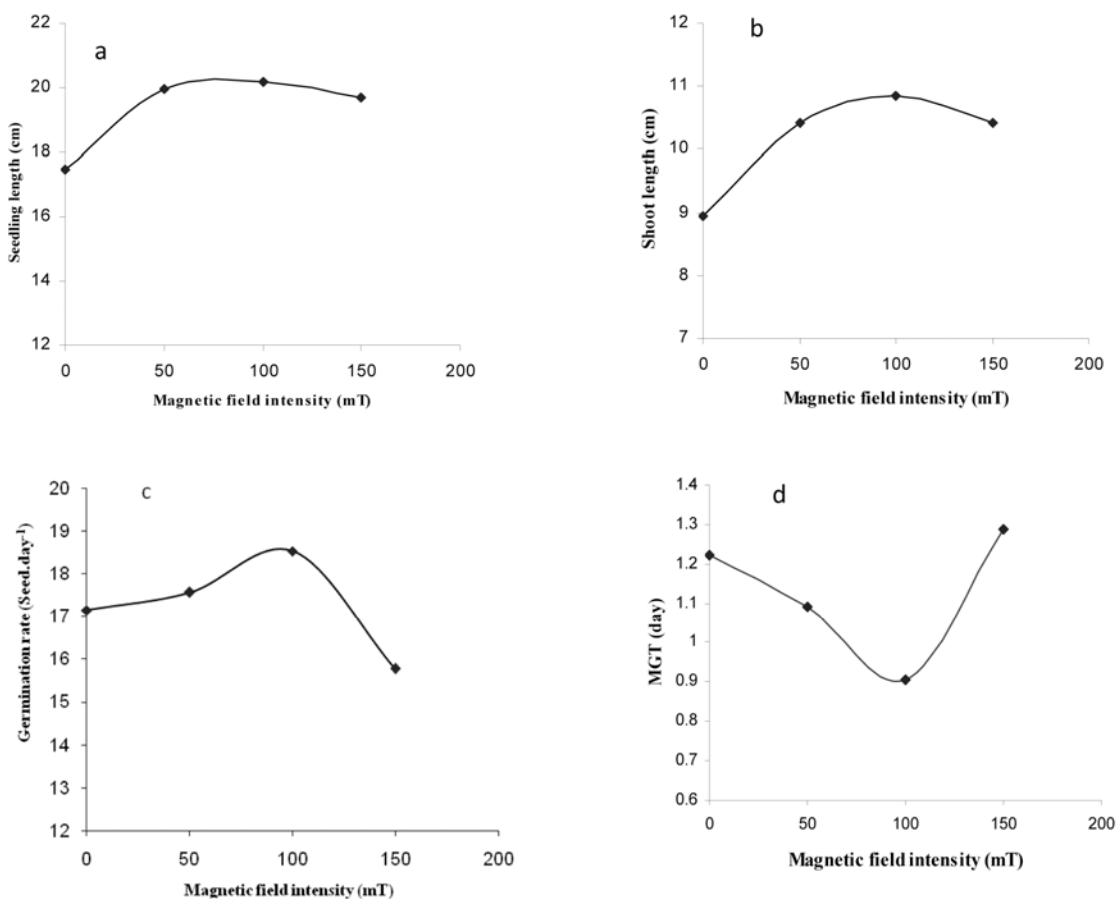 a
22
20
18
16
14
12
Seedling length (cm)
0 50 100 150 200
Magnetic field intensity (mT)
b
12
11
10
9
8
7
Shoot length (cm)
0 50 100 150 200
Magnetic field intensity (mT)
c
20
19
18
17
16
15
14
13
12
Germination rate (Seed.day-1)
0 50 100 150 200
Magnetic field intensity (mT)
d
1.4
1.3
1.2
1.1
1
0.9
0.8
0.7
0.6
MGT (day)
0 50 100 150 200
Magnetic field intensity (mT)